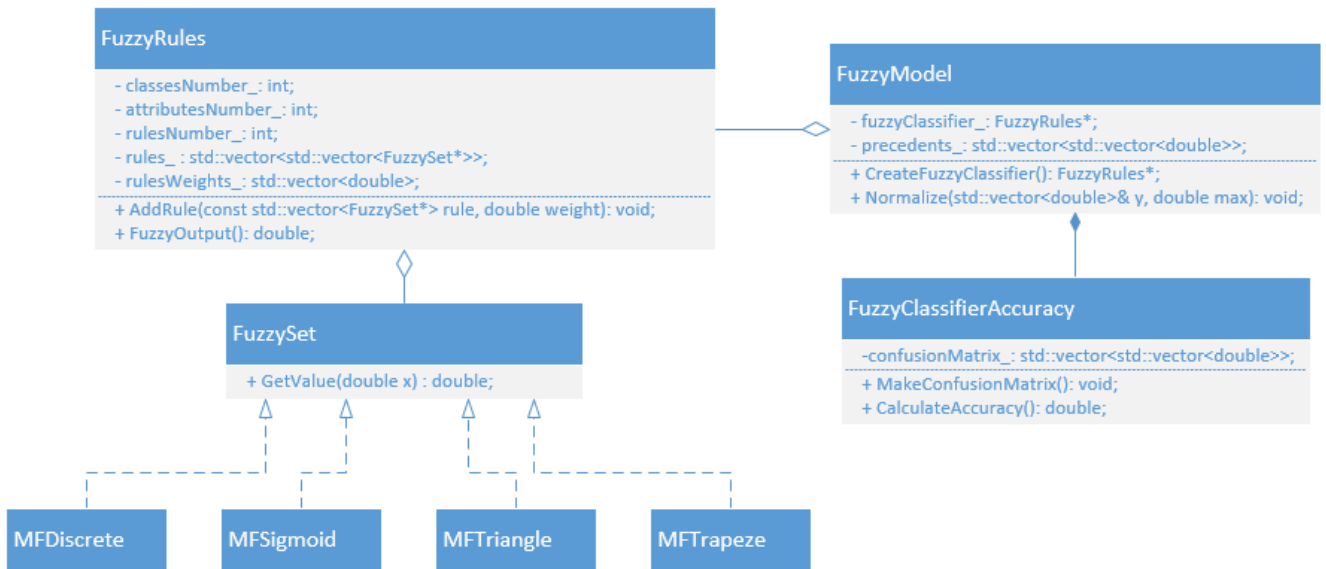 FuzzyRules
- classesNumber_: int;
- attributesNumber_: int;
- rulesNumber_: int;
- rules_ : std::vector<std::vector<FuzzySet*>>;
- rulesWeights_: std::vector<double>;
+ AddRule(const std::vector<FuzzySet*> rule, double weight): void;
+ FuzzyOutput(): double;
FuzzyModel
- fuzzyClassifier_: FuzzyRules*;
- precedents_: std::vector<std::vector<double>>;
+ CreateFuzzyClassifier(): FuzzyRules*;
+ Normalize(std::vector<double>& y, double max): void;
FuzzySet
+ GetValue(double x) : double;
FuzzyClassifierAccuracy
-confusionMatrix_: std::vector<std::vector<double>>;
+ MakeConfusionMatrix(): void;
+ CalculateAccuracy(): double;
MFDiscrete
MFSigmoid
MFTriangle
MFTrapeze